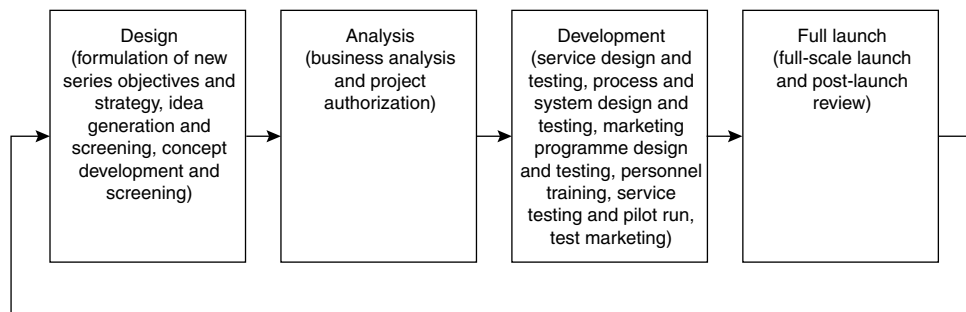 Design
(formulation of new
series objectives and
strategy, idea
generation and
screening, concept
development and
screening)
Analysis
(business analysis
and project
authorization)
Development
(service design and
testing, process and
system design and
testing, marketing
programme design
and testing, personnel
training, service
testing and pilot run,
test marketing)
Full launch
(full-scale launch
and post-launch
review)